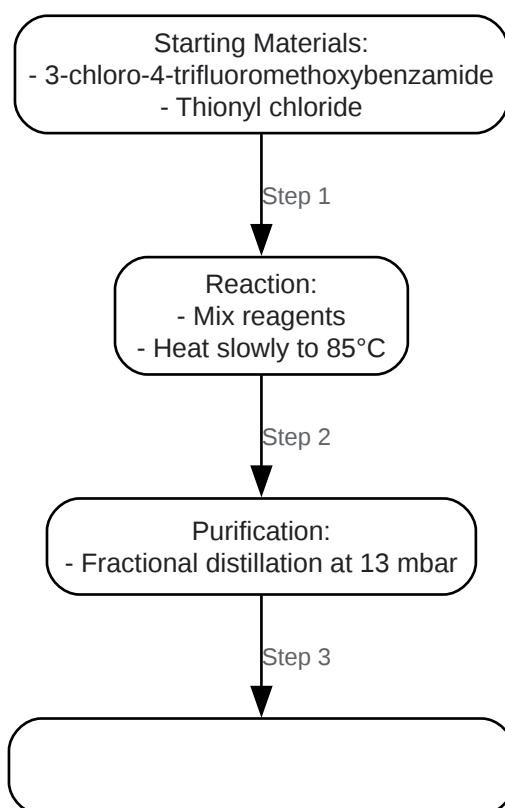 Starting Materials:
- 3-chloro-4-trifluoromethoxybenzamide
- Thionyl chloride
Step 1
Reaction:
- Mix reagents
- Heat slowly to 85°C
Step 2
Purification:
- Fractional distillation at 13 mbar
Step 3